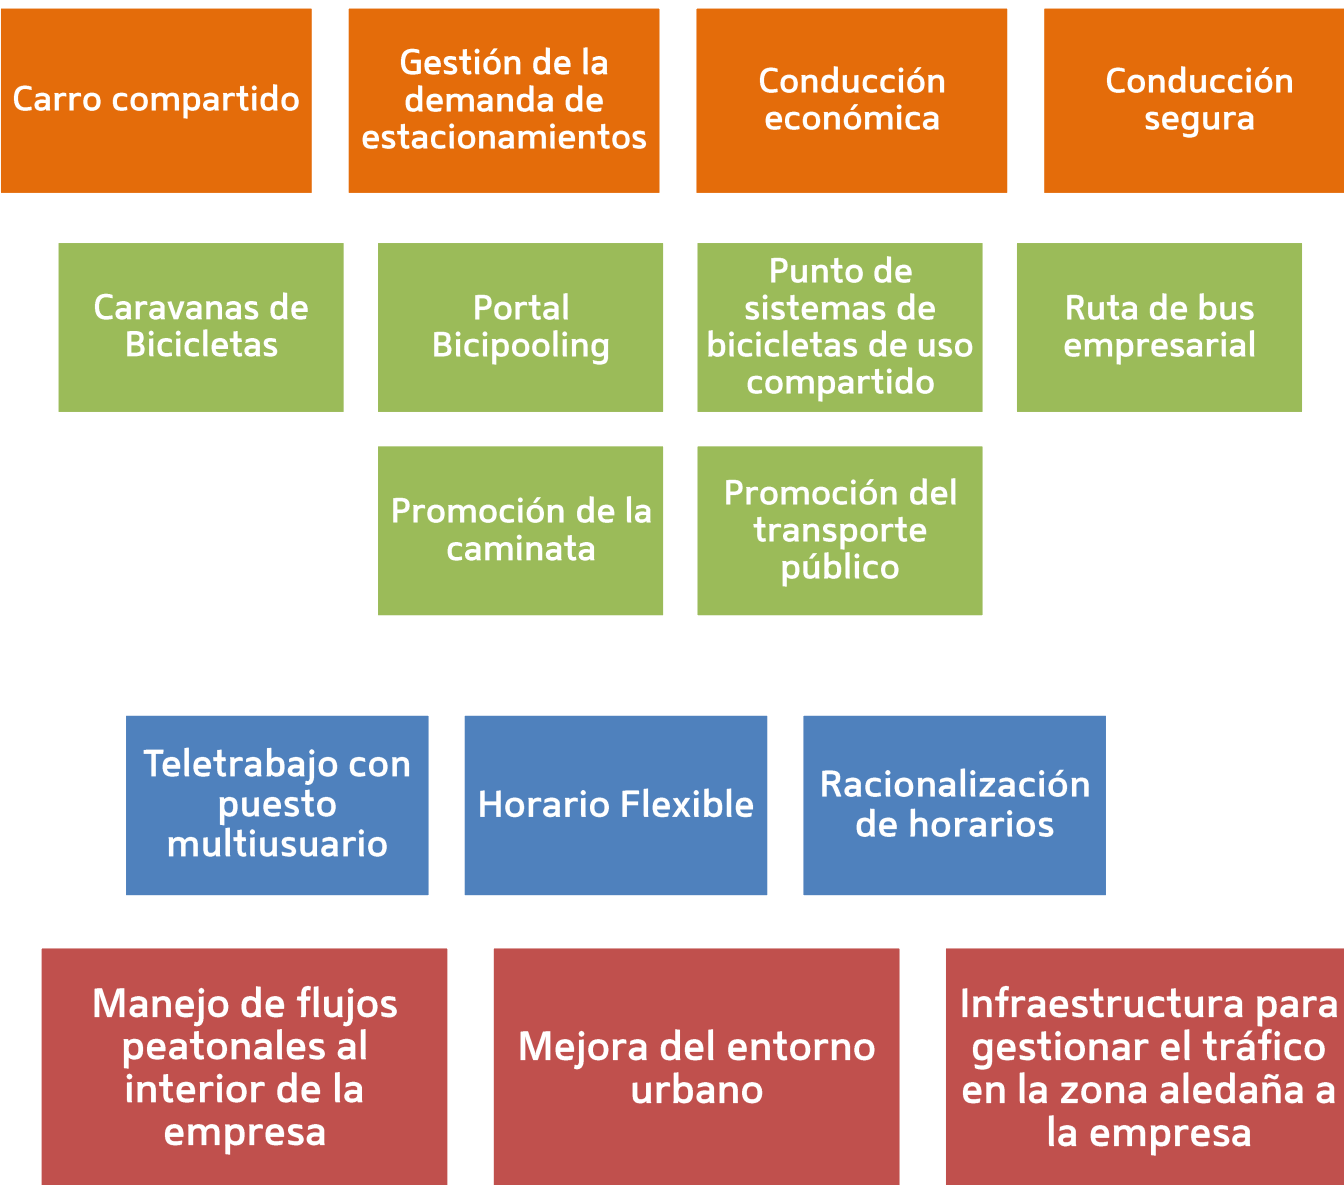 Carro compartido
Gestión de la
demanda de
estacionamientos
Conducción
económica
Conducción
segura
Caravanas de
Bicicletas
Portal
Bicipooling
Punto de
sistemas de
bicicletas de uso
compartido
Ruta de bus
empresarial
Promoción de la
caminata
Promoción del
transporte
público
Teletrabajo con
puesto
multiusuario
Horario Flexible
Racionalización
de horarios
Manejo de flujos
peatonales al
interior de la
empresa
Mejora del entorno
urbano
Infraestructura para
gestionar el tráfico
en la zona aledaña a
la empresa